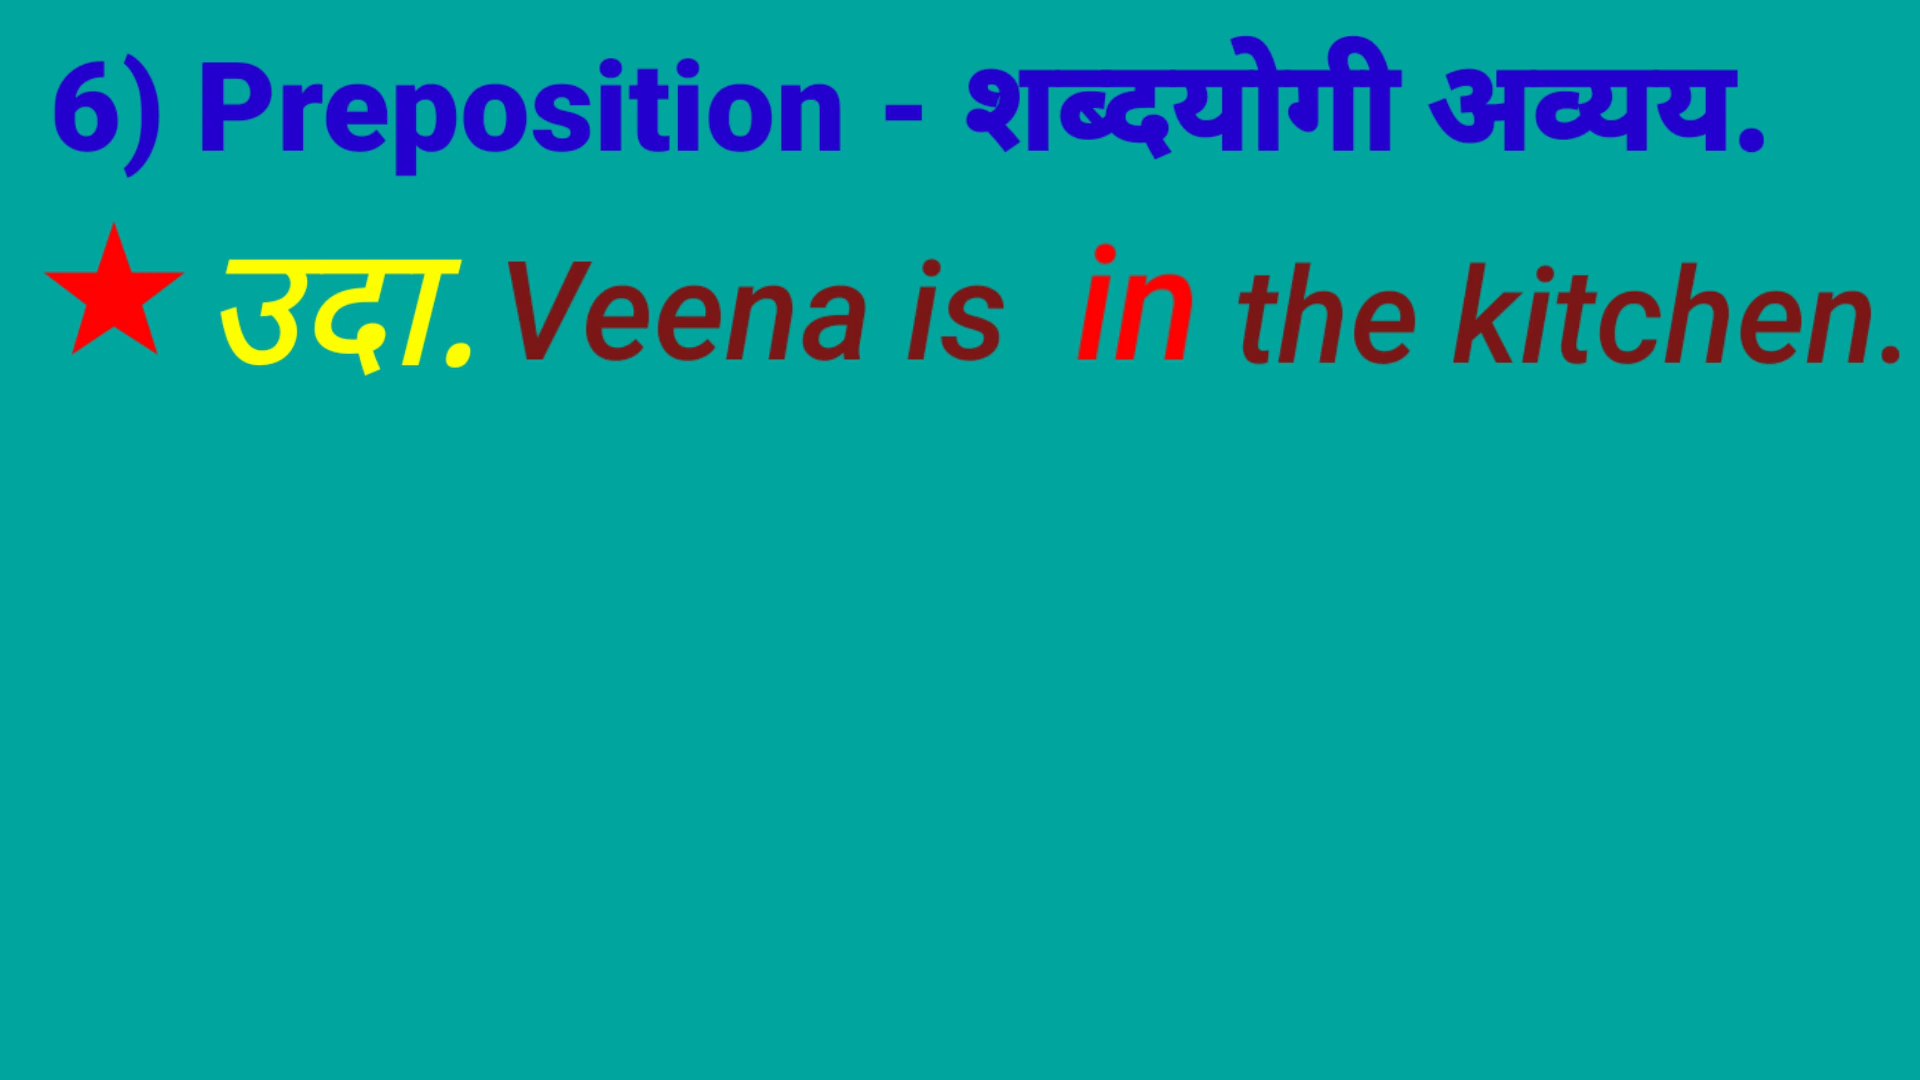 6) Preposition - शब्दयोगी अव्यय.
उदा. Veena is in the kitchen.